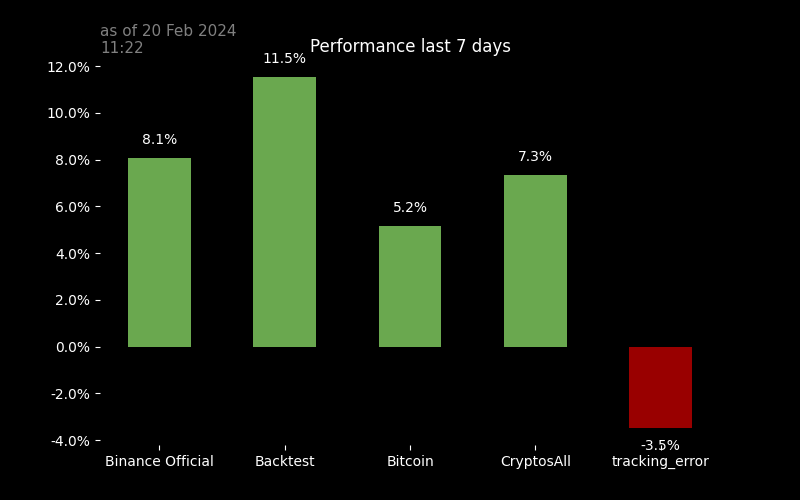 as of 20 Feb 2024
11:22
Performance last 7 days
12.0%
10.0%
8.0%
6.0%
4.0%
2.0%
0.0%
-2.0%
-4.0%
8.1%
11.5%
5.2%
7.3%
-3.5%
Binance Official
Backtest
Bitcoin
CryptosAll
tracking_error